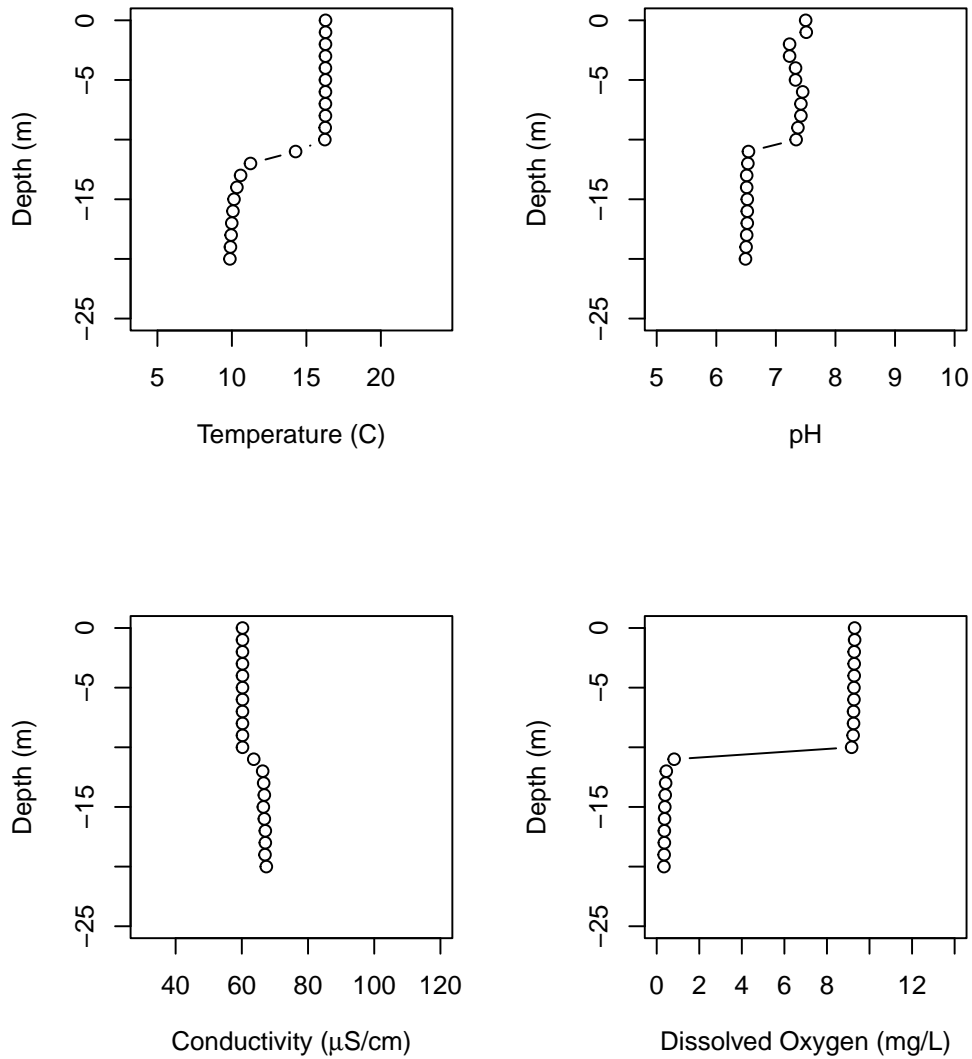 0
−5
−15
−25
Depth (m)
5 10 15 20
Temperature (C)
0
−5
−15
−25
Depth (m)
5 6 7 8 9 10
pH
0
−5
−15
−25
Depth (m)
40 60 80 100 120
Conductivity (μS/cm)
0
−5
−15
−25
Depth (m)
0 2 4 6 8 12
Dissolved Oxygen (mg/L)